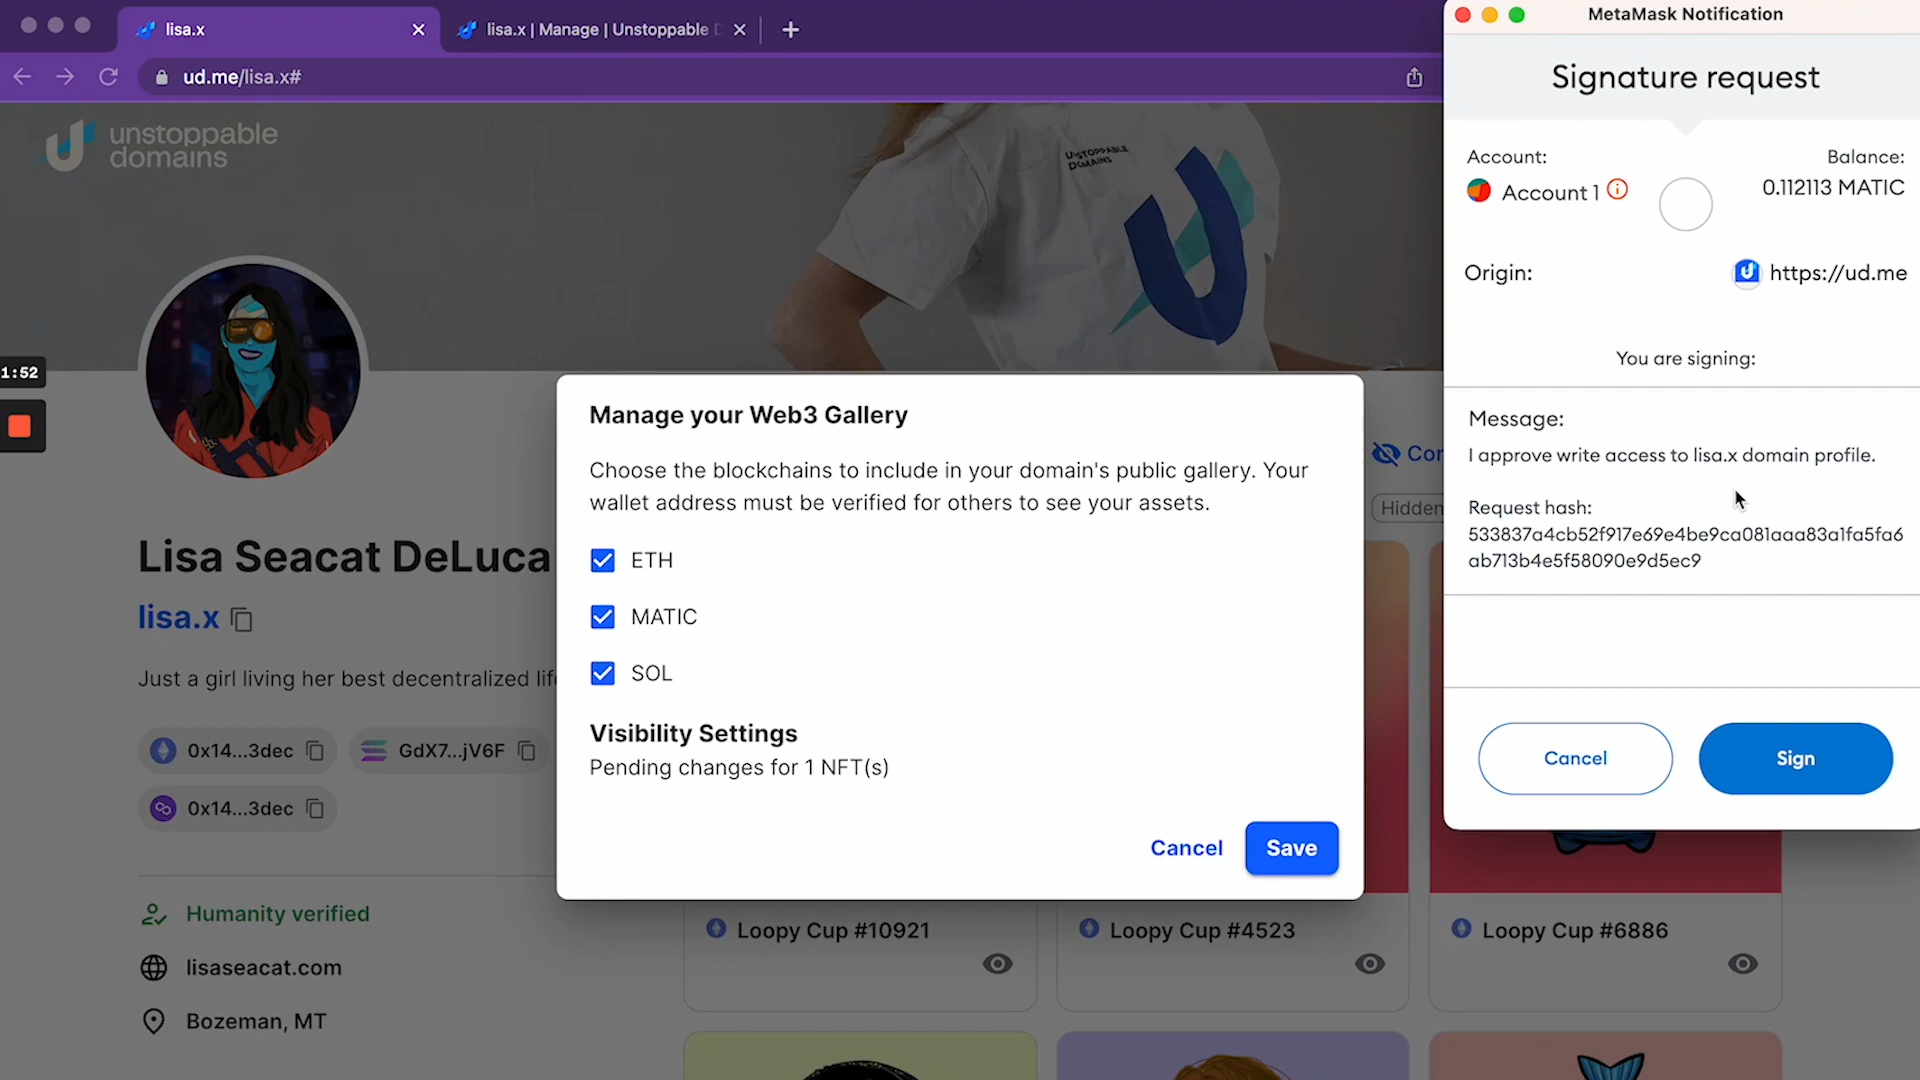 lisa.x
lisa.x | Manage | Unstoppable D
ud.me/lisa.x#
MetaMask Notification
Signature request
Account:
Account 1
Balance:
0.112113 MATIC
Origin:
https://ud.me
You are signing:
Message:
I approve write access to lisa.x domain profile.
Request hash:
533837a4cb52f917e69e4be9ca081aaa83a1fa5fa6
ab713b4e5f58090e9d5ec9
Cancel
Sign
unstoppable
domains
UNSTOPPABLE
DOMAINS
1:52
Manage your Web3 Gallery
Choose the blockchains to include in your domain's public gallery. Your
wallet address must be verified for others to see your assets.
ETH
MATIC
SOL
Visibility Settings
Pending changes for 1 NFT(s)
Cancel
Save
Hidden
Lisa Seacat DeLuca
lisa.x
Just a girl living her best decentralized
0x14...3dec
GdX7...jV6F
0x14...3dec
Humanity verified
lisaseacat.com
Bozeman, MT
Loopy Cup #10921
Loopy Cup #4523
Loopy Cup #6886